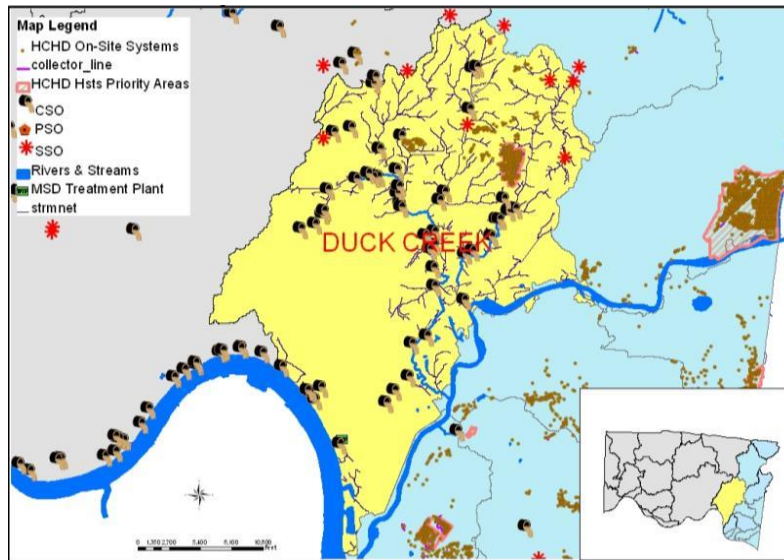 Map Legend
HCHD On-Site Systems
collector_line
HCHD Hsts Priority Areas
CSO
PSO
SSO
Rivers & Streams
MSD Treatment Plant
strmnet
DUCK CREEK
feet